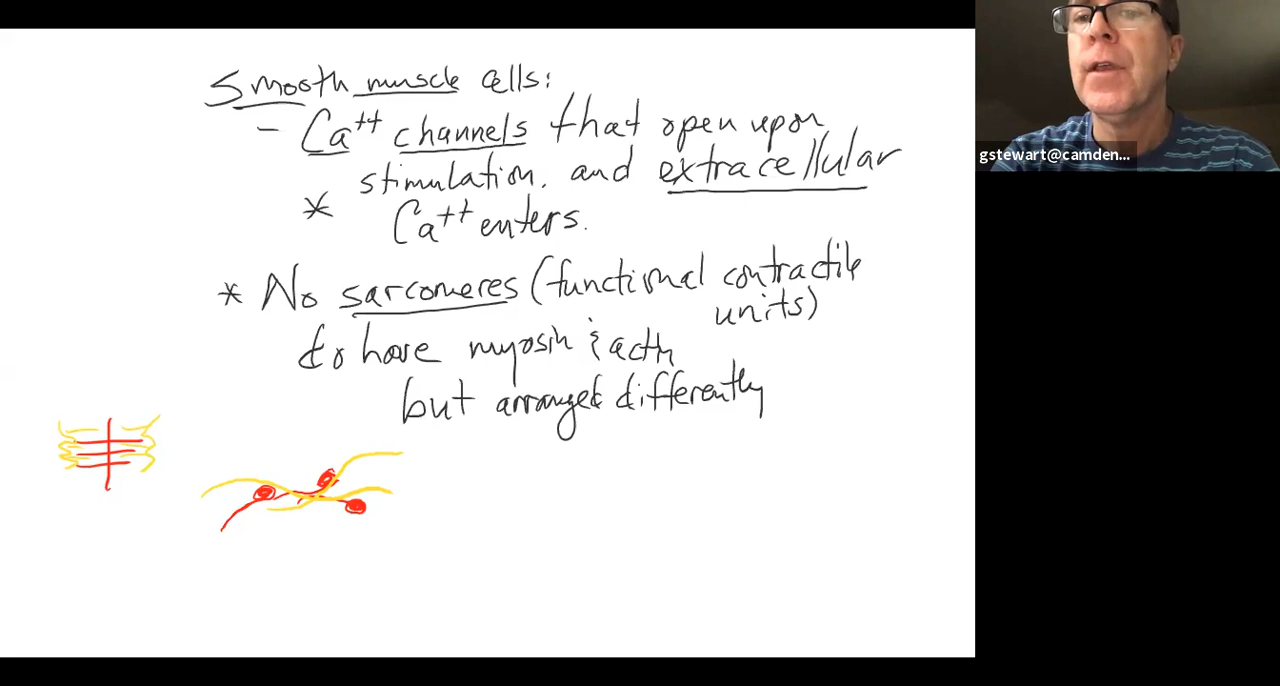 Smooth muscle cells:
- Ca++ channels that open upon
stimulation. and extracellular
* Ca++ enters.
* No sarcomeres (functional contractile
units)
do have myosin & actin
but arranged differently
gstewart@camden...